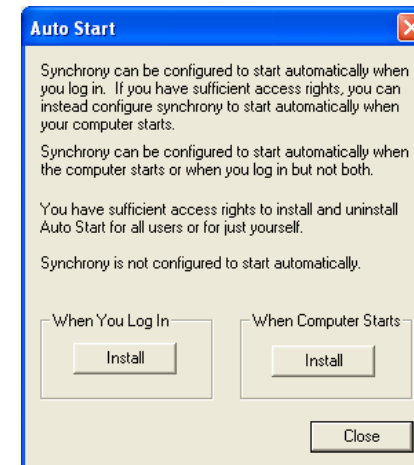 Auto Start
Synchrony can be configured to start automatically when
you log in. If you have sufficient access rights, you can
instead configure synchrony to start automatically when
your computer starts.
Synchrony can be configured to start automatically when
the computer starts or when you log in but not both.
You have sufficient access rights to install and uninstall
Auto Start for all users or for just yourself.
Synchrony is not configured to start automatically.
When You Log In
When Computer Starts
Install
Install
Close